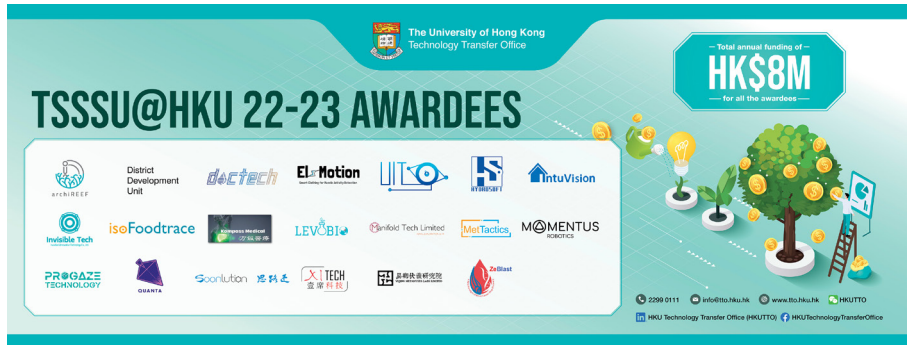 The University of Hong Kong
Technology Transfer Office
Total annual funding of
HK$8M
for all the awardees
TSSSU@HKU 22-23 AWARDEES
archiREEF
District
Development
Unit
doctech
ElxMotion
HYDROSOFT
IntuVision
Invisible Tech
isoFoodtrace
Kompass Medical
LEVOBIO
Manifold Tech Limited
MetTactics
MOMENTUS
ROBOTICS
PROGAZE
TECHNOLOGY
QUANTA
Soonlution
TECH
壹席科技
ZeBlast
2299 0111
info@tto.hku.hk
www.tto.hku.hk
HKUTTO
HKU Technology Transfer Office (HKUTTO)
HKUTechnologyTransferOffice